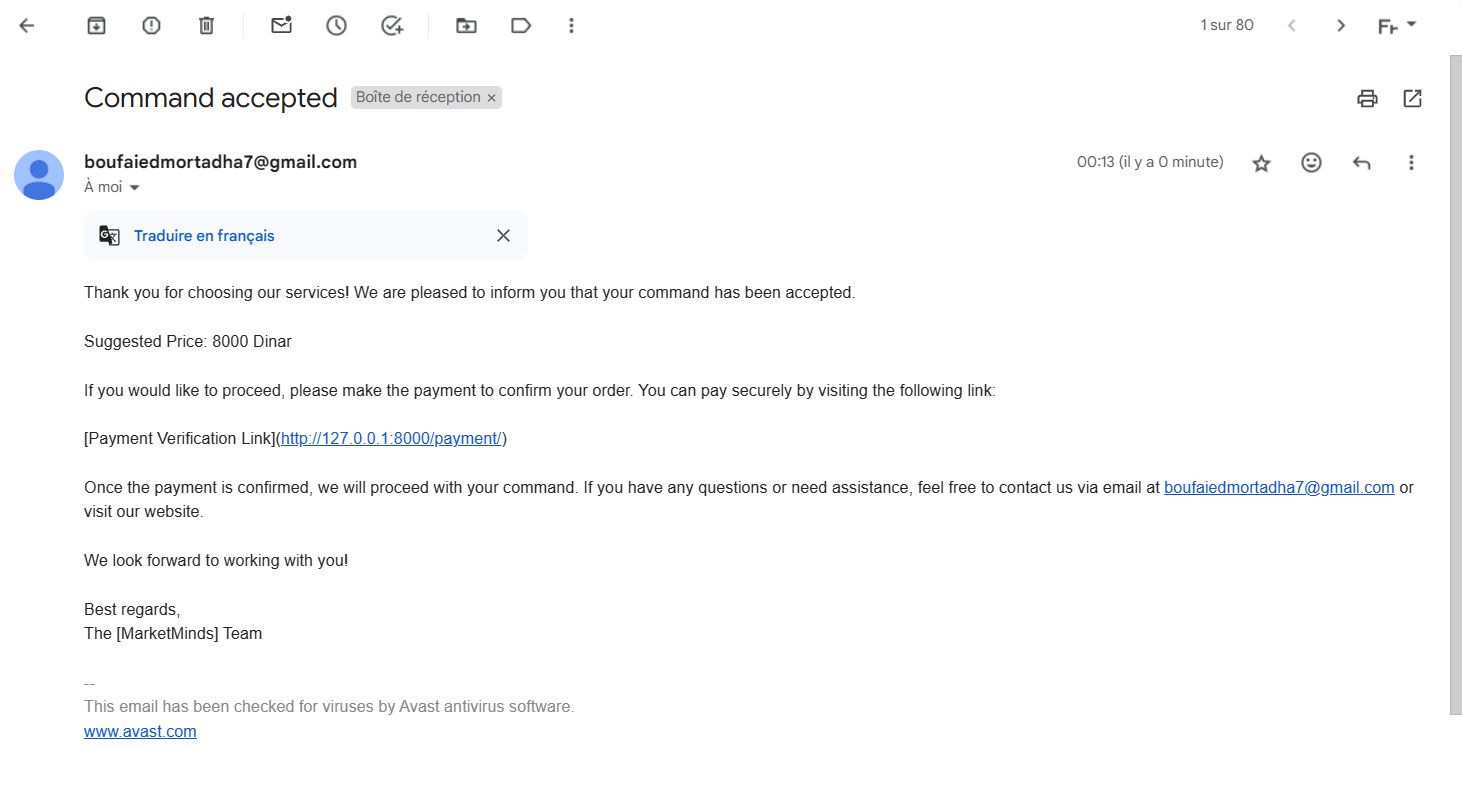 1 sur 80
Fr
Command accepted
Boîte de réception ×
boufaiedmortadha7@gmail.com
00:13 (il y a 0 minute)
À moi
Traduire en français
Thank you for choosing our services! We are pleased to inform you that your command has been accepted.
Suggested Price: 8000 Dinar
If you would like to proceed, please make the payment to confirm your order. You can pay securely by visiting the following link:
[Payment Verification Link](http://127.0.0.1:8000/payment/)
Once the payment is confirmed, we will proceed with your command. If you have any questions or need assistance, feel free to contact us via email at boufaiedmortadha7@gmail.com or
visit our website.
We look forward to working with you!
Best regards,
The [MarketMinds] Team
--
This email has been checked for viruses by Avast antivirus software.
www.avast.com